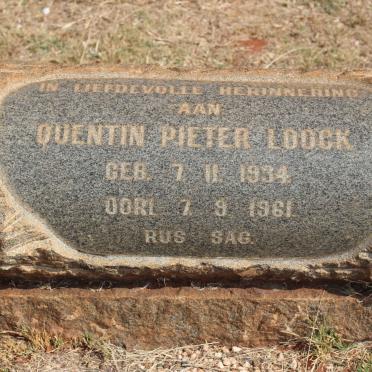 IN LIEFDEVOLLE HERINNERING
AAN
QUENTIN PIETER LOOCK
GEB. 7 11. 1934.
OORL 7 9 1961
RUS SAG.